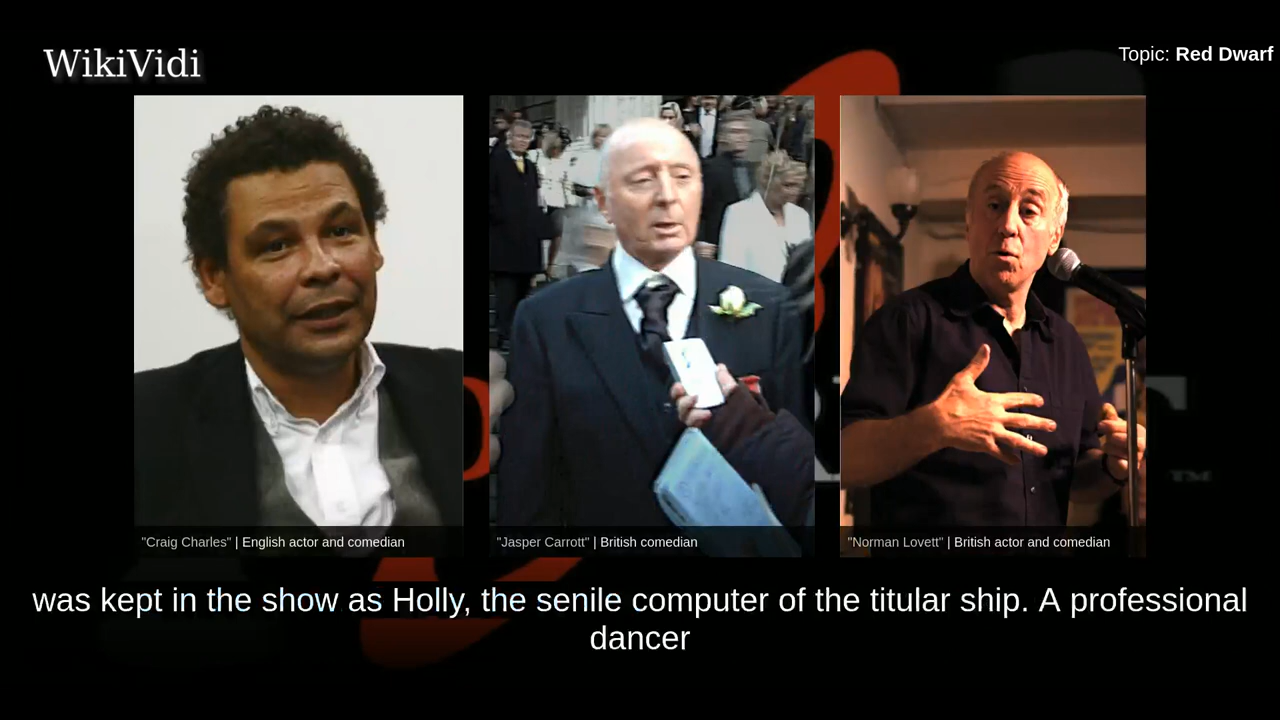 WikiVidi
Topic: Red Dwarf
"Craig Charles" | English actor and comedian
"Jasper Carrott" | British comedian
"Norman Lovett" | British actor and comedian
TM
was kept in the show as Holly, the senile computer of the titular ship. A professional
dancer